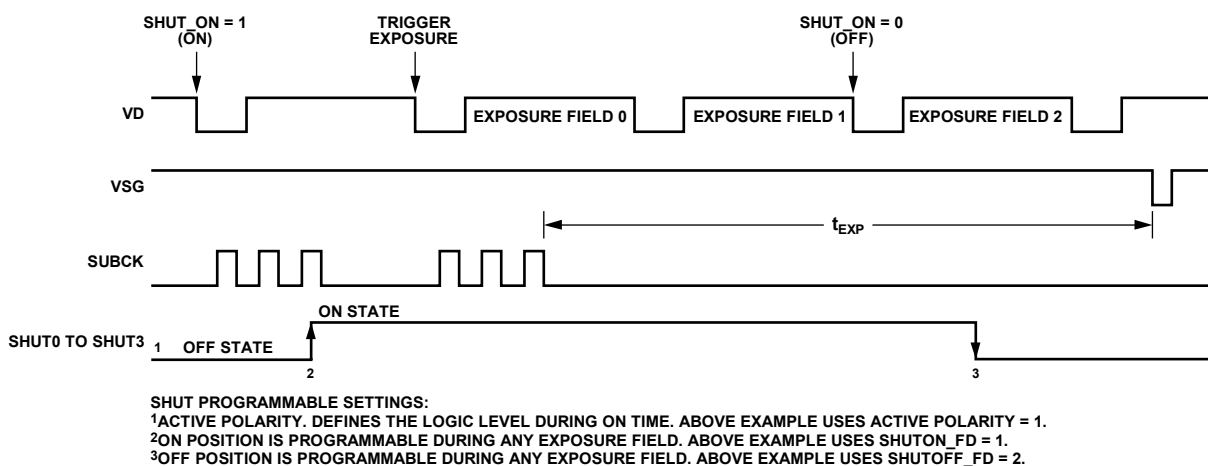 SHUT_ON = 1
(ON)
TRIGGER
EXPOSURE
SHUT_ON = 0
(OFF)
VD
EXPOSURE FIELD 0
EXPOSURE FIELD 1
EXPOSURE FIELD 2
VSG
tEXP
SUBCK
ON STATE
SHUT0 TO SHUT3
1
OFF STATE
2
3
SHUT PROGRAMMABLE SETTINGS:
1ACTIVE POLARITY. DEFINES THE LOGIC LEVEL DURING ON TIME. ABOVE EXAMPLE USES ACTIVE POLARITY = 1.
2ON POSITION IS PROGRAMMABLE DURING ANY EXPOSURE FIELD. ABOVE EXAMPLE USES SHUTON_FD = 1.
3OFF POSITION IS PROGRAMMABLE DURING ANY EXPOSURE FIELD. ABOVE EXAMPLE USES SHUTOFF_FD = 2.